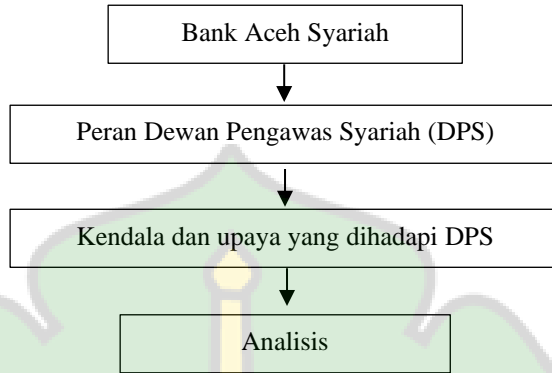 Bank Aceh Syariah
Peran Dewan Pengawas Syariah (DPS)
Kendala dan upaya yang dihadapi DPS
Analisis